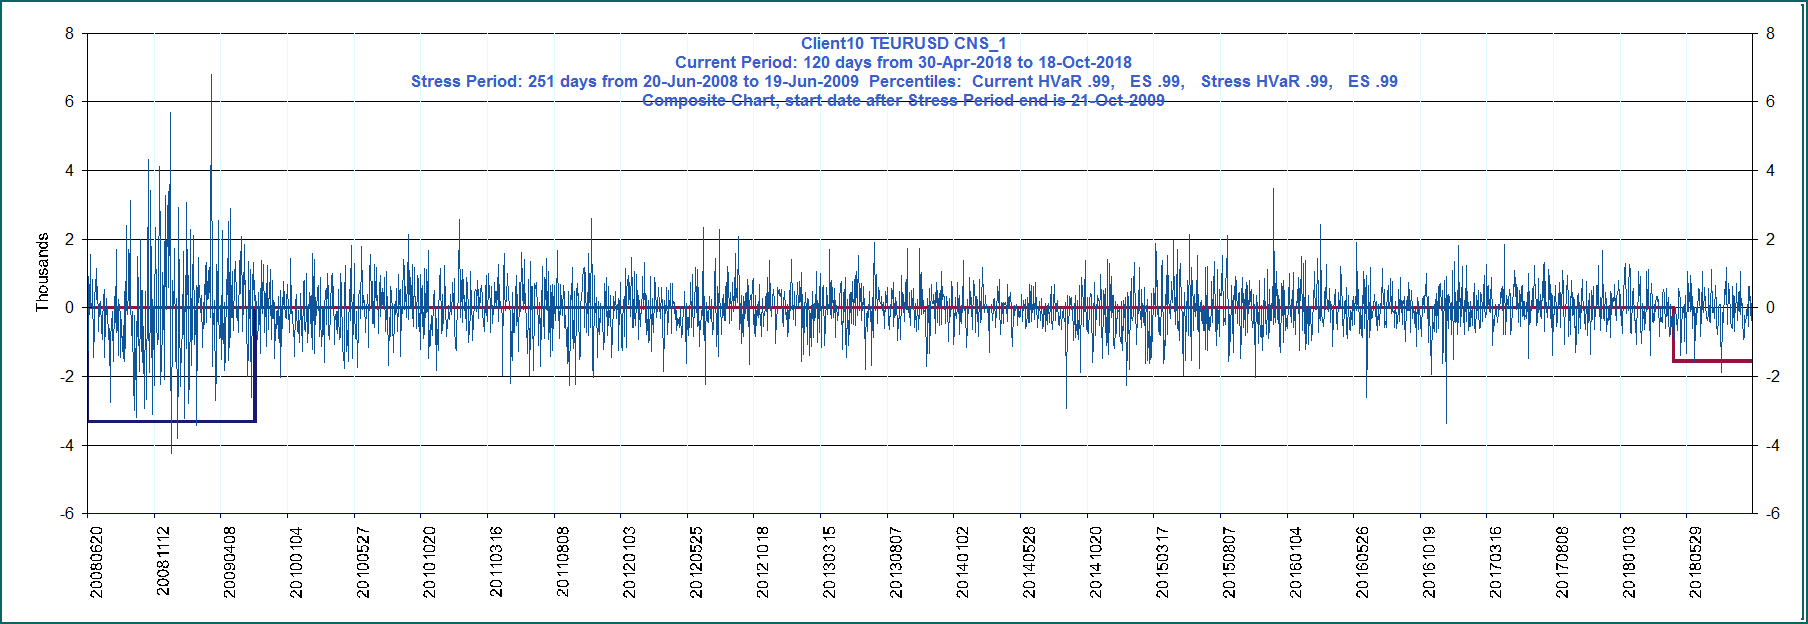 Client10 TEURUSD CNS_1
Current Period: 120 days from 30-Apr-2018 to 18-Oct-2018
Stress Period: 251 days from 20-Jun-2008 to 19-Jun-2009 Percentiles: Current HVaR .99, ES .99, Stress HVaR .99, ES .99
Composite Chart, start date after Stress Period end is 21-Oct-2009
8 8
6 6
4 4
2 2
Thousands
0 0
-2 -2
-4 -4
-6 -6
20080620 20081112 20090408 20100104 20100527 20101020 20110316 20110808 20120103 20120525 20121018 20130315 20130807 20140102 20140528 20141020 20150317 20150807 20160104 20160526 20161019 20170316 20170808 20180103 20180529